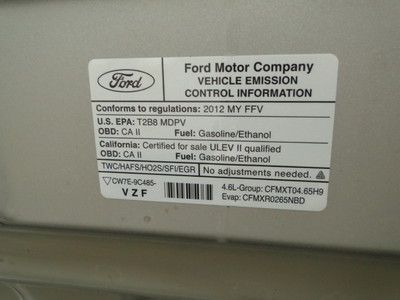 Ford
Ford Motor Company
VEHICLE EMISSION
CONTROL INFORMATION
Conforms to regulations: 2012 MY FFV
U.S. EPA: T2B8 MDPV
OBD: CA II Fuel: Gasoline/Ethanol
California: Certified for sale ULEV II qualified
OBD: CA II Fuel: Gasoline/Ethanol
TWC/HAFS/HO2S/SFI/EGR No adjustments needed.
CW7E-9C485-
VZF
4.6L-Group: CFMXT04.65H9
Evap: CFMXR0265NBD